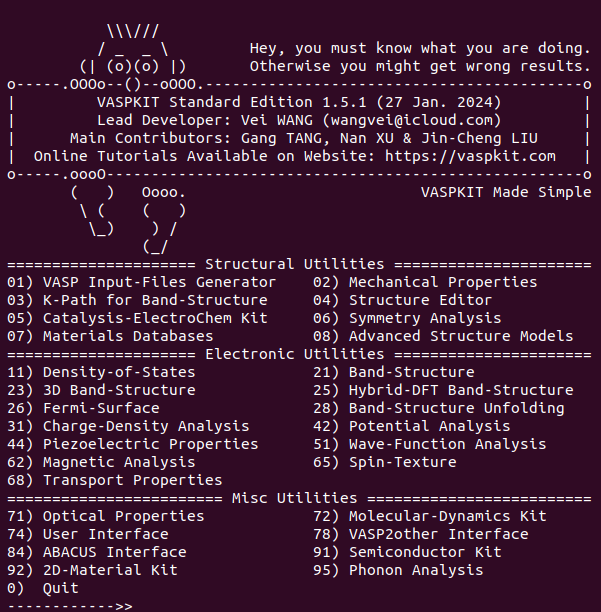 \\\///
           / _  _ \         Hey, you must know what you are doing.
         (| (o)(o) |)       Otherwise you might get wrong results.
o-----.OOOo--()--oOOO.------------------------------------------o
|         VASPKIT Standard Edition 1.5.1 (27 Jan. 2024)         |
|         Lead Developer: Vei WANG (wangvei@icloud.com)         |
|      Main Contributors: Gang TANG, Nan XU & Jin-Cheng LIU     |
|  Online Tutorials Available on Website: https://vaspkit.com   |
o-----.oooO-----------------------------------------------------o
       (   )   Oooo.                          VASPKIT Made Simple
        \ (    (   )
         \_)    ) /
               (_/
===================== Structural Utilities ======================
01) VASP Input-Files Generator    02) Mechanical Properties
03) K-Path for Band-Structure     04) Structure Editor
05) Catalysis-ElectroChem Kit     06) Symmetry Analysis
07) Materials Databases           08) Advanced Structure Models
===================== Electronic Utilities ======================
11) Density-of-States             21) Band-Structure
23) 3D Band-Structure             25) Hybrid-DFT Band-Structure
26) Fermi-Surface                 28) Band-Structure Unfolding
31) Charge-Density Analysis       42) Potential Analysis
44) Piezoelectric Properties      51) Wave-Function Analysis
62) Magnetic Analysis             65) Spin-Texture
68) Transport Properties
======================== Misc Utilities =========================
71) Optical Properties            72) Molecular-Dynamics Kit
74) User Interface                78) VASP2other Interface
84) ABACUS Interface              91) Semiconductor Kit
92) 2D-Material Kit               95) Phonon Analysis
0)  Quit
------------>>